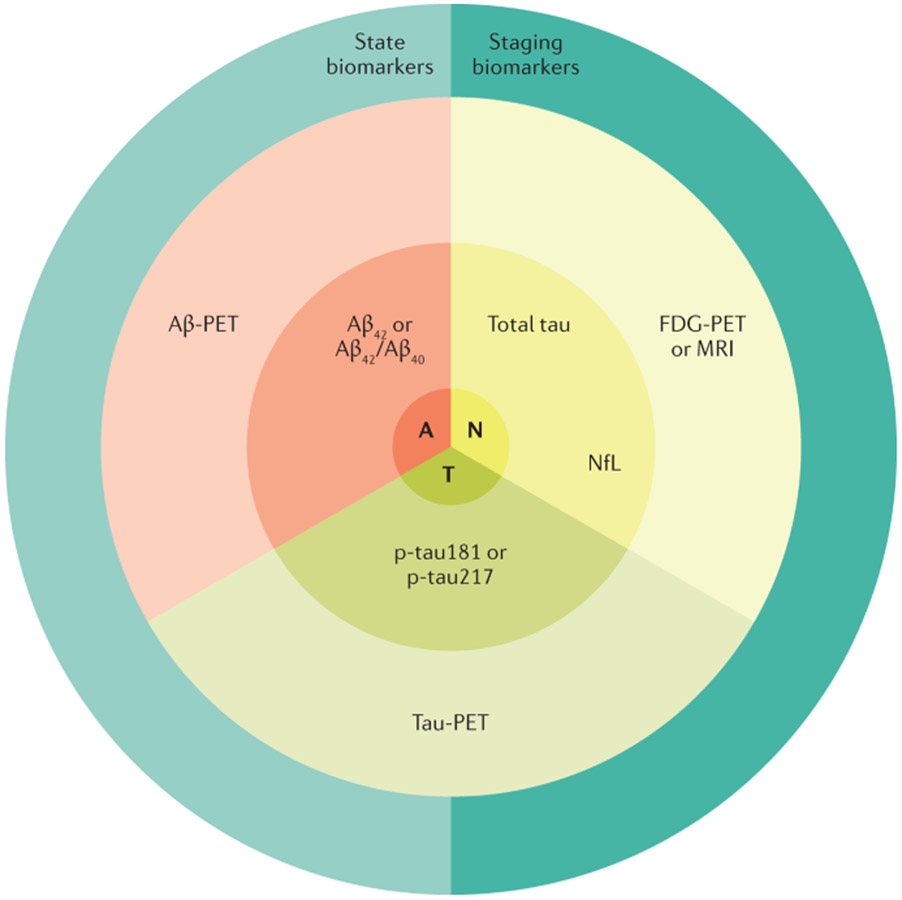 State
biomarkers
Staging
biomarkers
Aβ-PET
Aβ₄₂ or
Aβ₄₂/Aβ₄₀
Total tau
FDG-PET
or MRI
A
N
T
NfL
p-tau181 or
p-tau217
Tau-PET